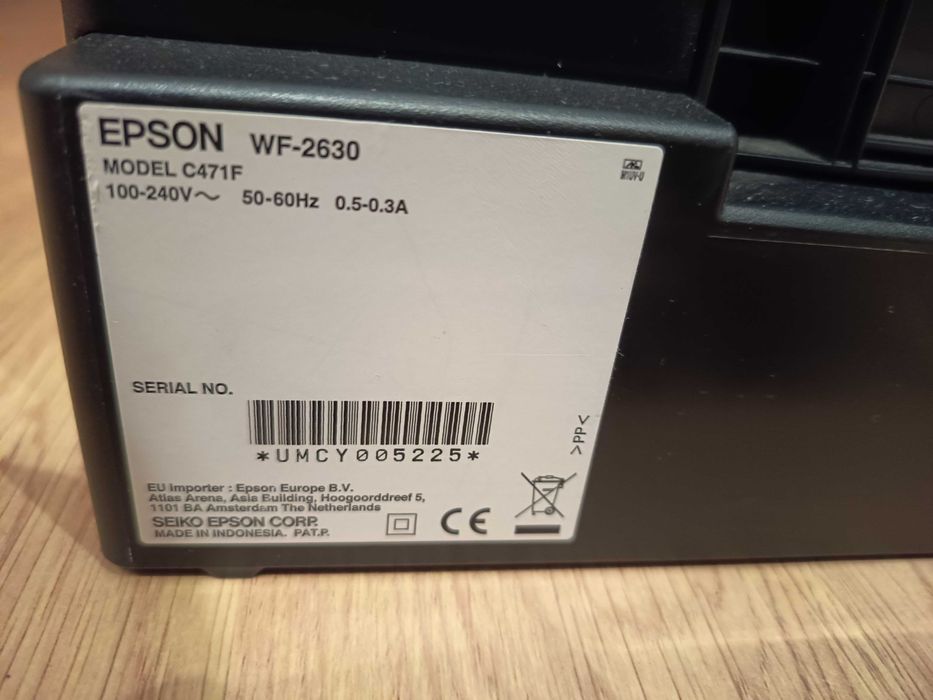 EPSON WF-2630
MODEL C471F
100-240V～ 50-60Hz 0.5-0.3A
SERIAL NO.
*UMCY005225*
>PP<
EU Importer : Epson Europe B.V.
Atlas Arena, Asia Building, Hoogoorddreef 5,
1101 BA Amsterdam The Netherlands
SEIKO EPSON CORP.
MADE IN INDONESIA. PAT.P.
CE